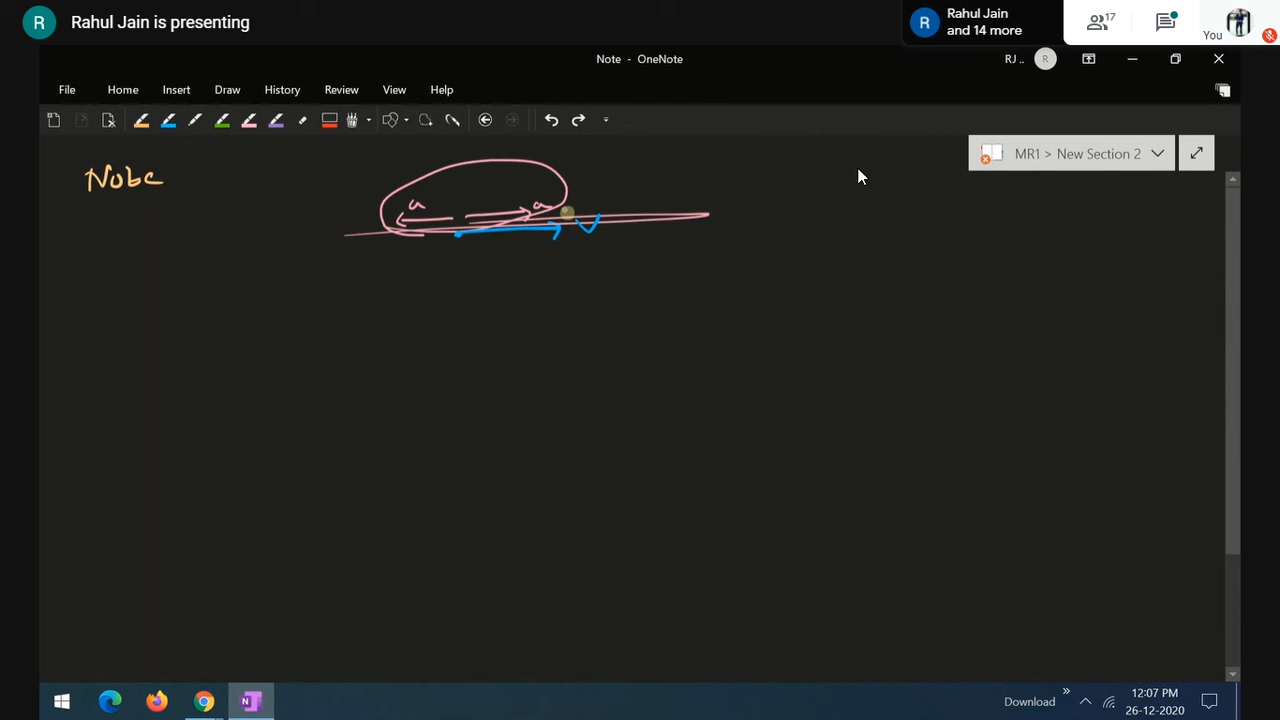 R Rahul Jain is presenting
R Rahul Jain and 14 more
17
You
Note - OneNote
RJ .. R
File Home Insert Draw History Review View Help
MR1 > New Section 2
a a
Download
12:07 PM
26-12-2020